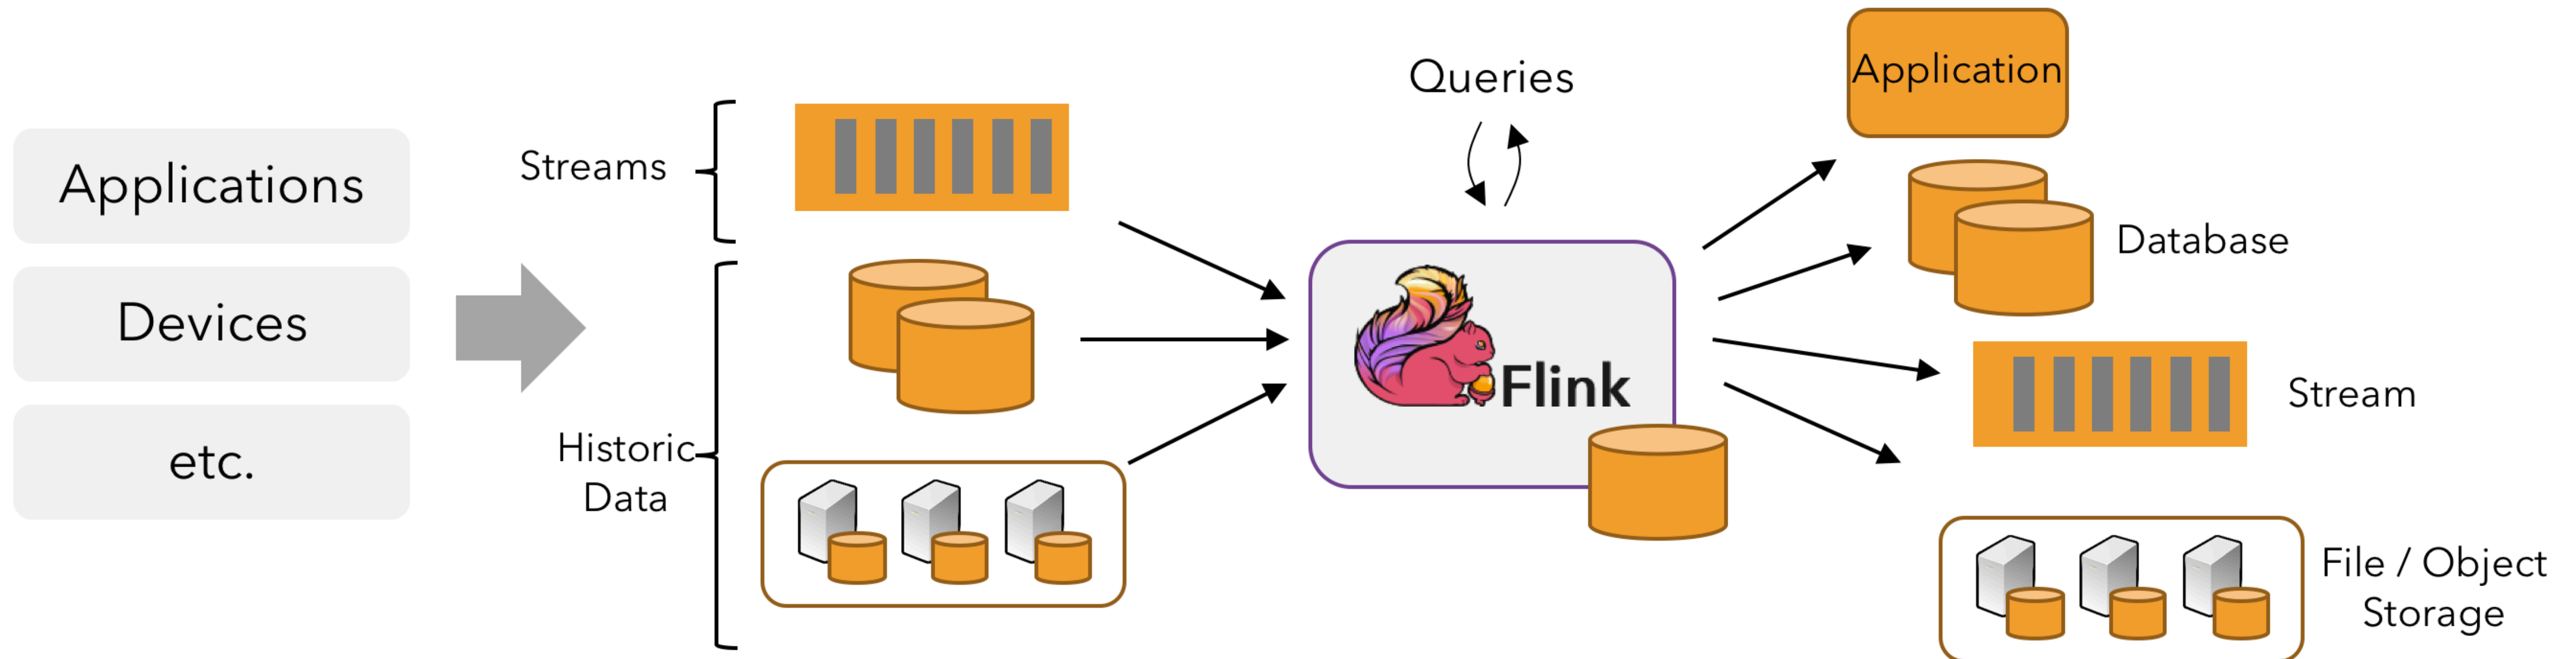 Applications
Devices
etc.
Streams
Historic
Data
Queries
Flink
Application
Database
Stream
File / Object
Storage